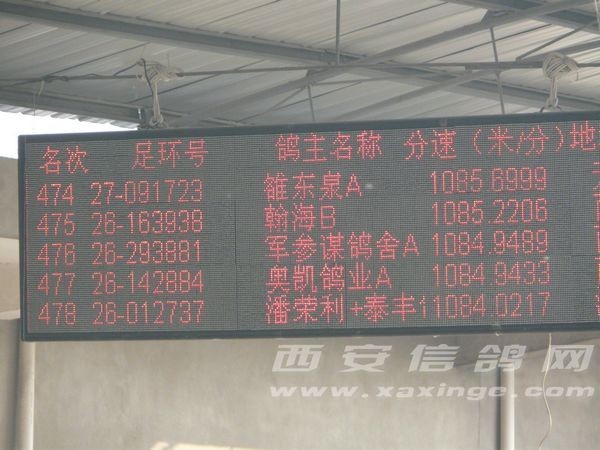 名次 足环号 鸽主名称 分速（米/分）地
474 27-091723 雒东泉A 1085.6999
475 26-163938 翰海B 1085.2206
476 26-293881 军参谋鸽舍A 1084.9489
477 26-142884 奥凯鸽业A 1084.9433
478 26-012737 潘荣利+泰丰 1084.0217
西安信鸽网
www.xaxinge.com